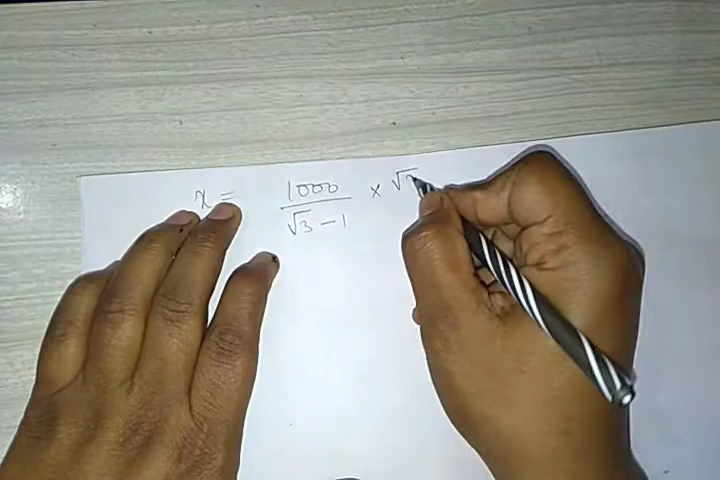 x = 1000 / √3 - 1 × √